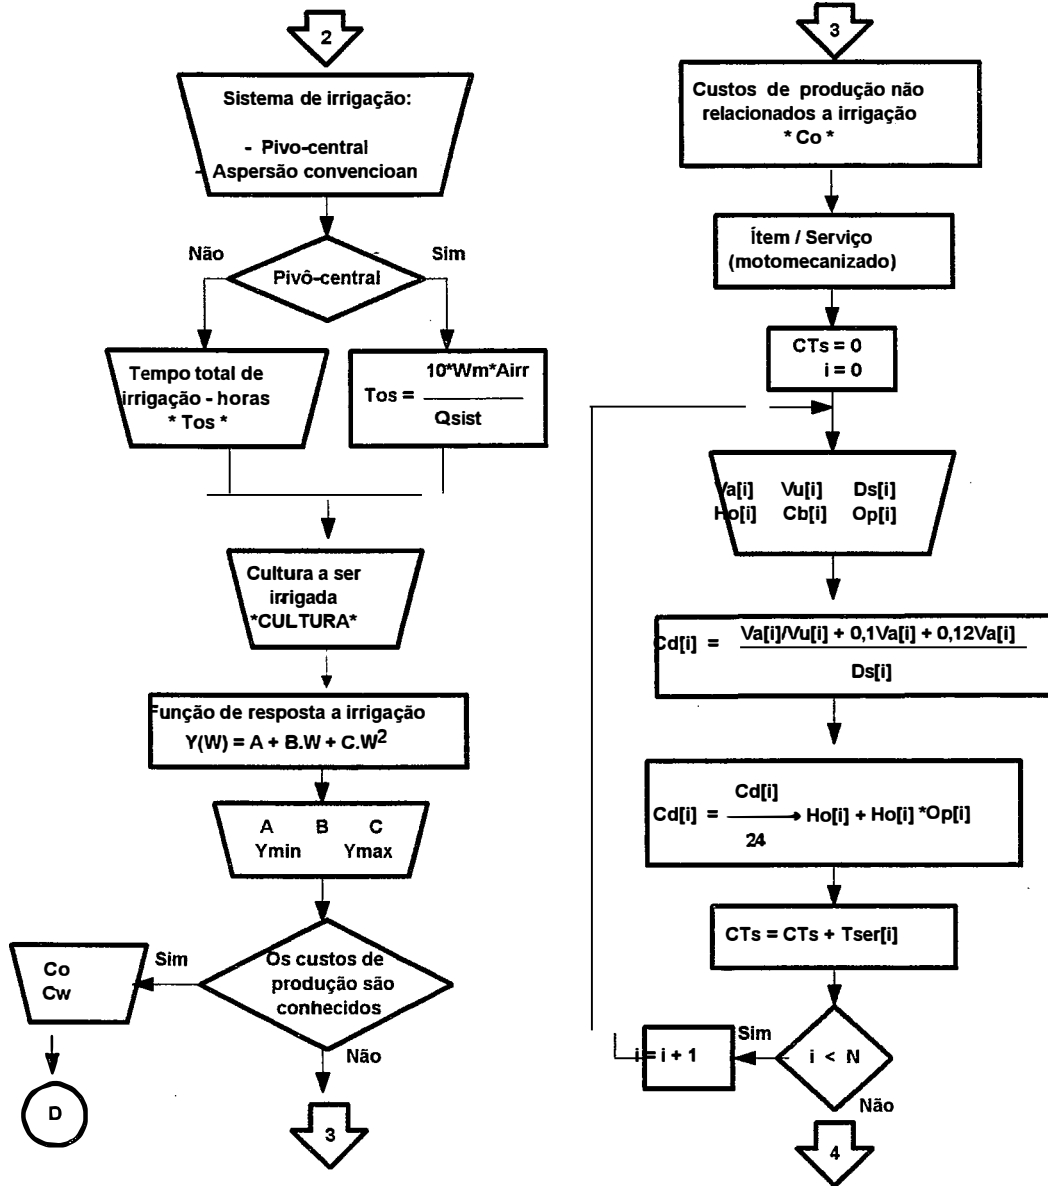 2
Sistema de irrigação:
- Pivo-central
- Aspersão convencioan
Não
Sim
Pivô-central
Tempo total de
irrigação - horas
* Tos *
10*Wm*Airr
Tos =
Qsist
Cultura a ser
irrigada
*CULTURA*
Função de resposta a irrigação
Y(W) = A + B.W + C.W²
A B C
Ymin Ymax
Os custos de
produção são
conhecidos
Sim
Co
Cw
Não
D
3
3
Custos de produção não
relacionados a irrigação
* Co *
Ítem / Serviço
(motomecanizado)
CTs = 0
i = 0
Va[i] Vu[i] Ds[i]
Ho[i] Cb[i] Op[i]
Va[i]/Vu[i] + 0,1Va[i] + 0,12Va[i]
Cd[i] =
Ds[i]
Cd[i]
Cd[i] = Ho[i] + Ho[i] *Op[i]
24
CTs = CTs + Tser[i]
i = i + 1
Sim
i < N
Não
4